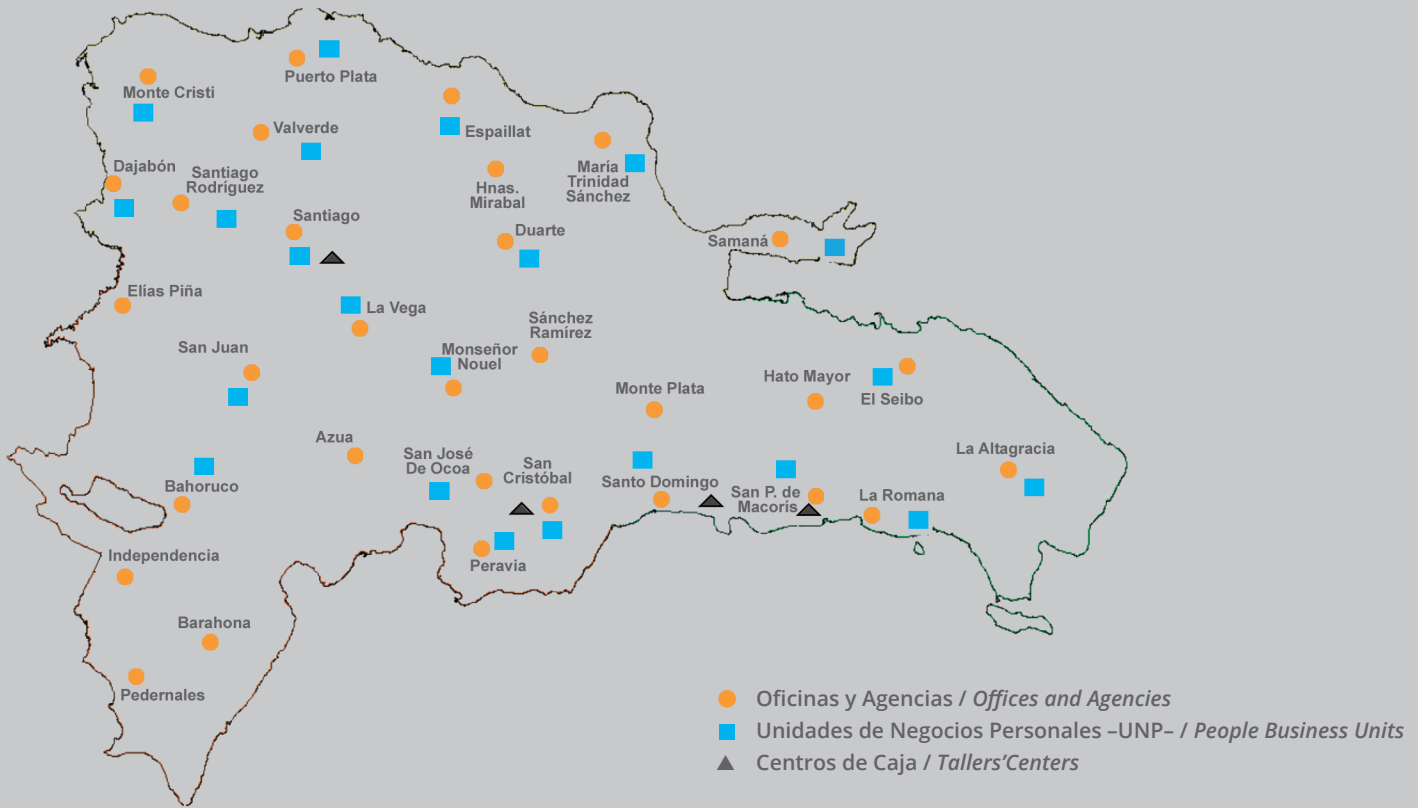 Puerto Plata
Monte Cristi
Valverde
Espaillat
Dajabón
Santiago
Rodríguez
María
Trinidad
Sánchez
Hnas.
Mirabal
Santiago
Duarte
Samaná
Elías Piña
La Vega
Sánchez
Ramírez
San Juan
Monseñor
Nouel
Monte Plata
Hato Mayor
El Seibo
Azua
San José
De Ocoa
San
Cristóbal
La Altagracia
Bahoruco
Santo Domingo
San P. de
Macorís
La Romana
Independencia
Peravia
Barahona
Pedernales
Oficinas y Agencias / Offices and Agencies
Unidades de Negocios Personales –UNP– / People Business Units
Centros de Caja / Tallers'Centers